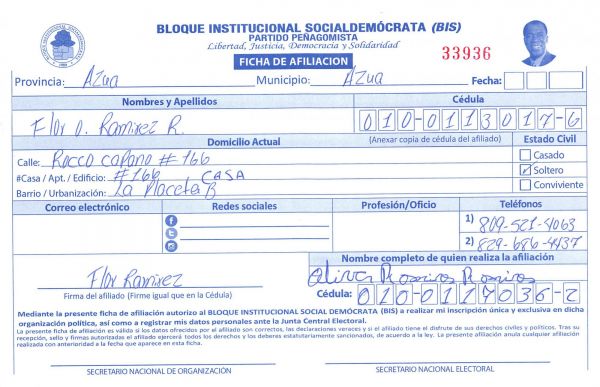 BLOQUE INSTITUCIONAL SOCIALDEMÓCRATA (BIS)
PARTIDO PEÑAGOMISTA
Libertad, Justicia, Democracia y Solidaridad
FICHA DE AFILIACION
33936
Provincia: Azua Municipio: Azua Fecha:
Nombres y Apellidos Cédula
Flor O. Ramirez R. 010-0113017-6
Domicilio Actual (Anexar copia de cédula del afiliado) Estado Civil
Calle: Rocco #166 Casado
#Casa / Apt. / Edificio: #166 CASA Soltero
Barrio / Urbanización: La Placeta B Conviviente
Correo electrónico Redes sociales Profesión/Oficio Teléfonos
1) 809-521-4063
2) 829-686-4437
Nombre completo de quien realiza la afiliación
Flor Ramirez
Firma del afiliado (Firme igual que en la Cédula) Cédula: 010-0117036-2
Mediante la presente ficha de afiliación autorizo al BLOQUE INSTITUCIONAL SOCIAL DEMÓCRATA (BIS) a realizar mi inscripción única y exclusiva en dicha
organización política, así como a registrar mis datos personales ante la Junta Central Electoral.
La presente ficha de afiliación es válida si los datos ofrecidos por el afiliado son correctos, las declaraciones veraces y si el afiliado tiene el disfrute de sus derechos civiles y políticos. Tras su
recepción, sello y firmas autorizadas el afiliado ejercerá todos los derechos y los deberes estatutariamente sancionados, de acuerdo a la ley. La presente afiliación anula cualquier afiliación
realizada con anterioridad a la fecha que aparece en esta ficha.
SECRETARIO NACIONAL DE ORGANIZACIÓN SECRETARIO NACIONAL ELECTORAL